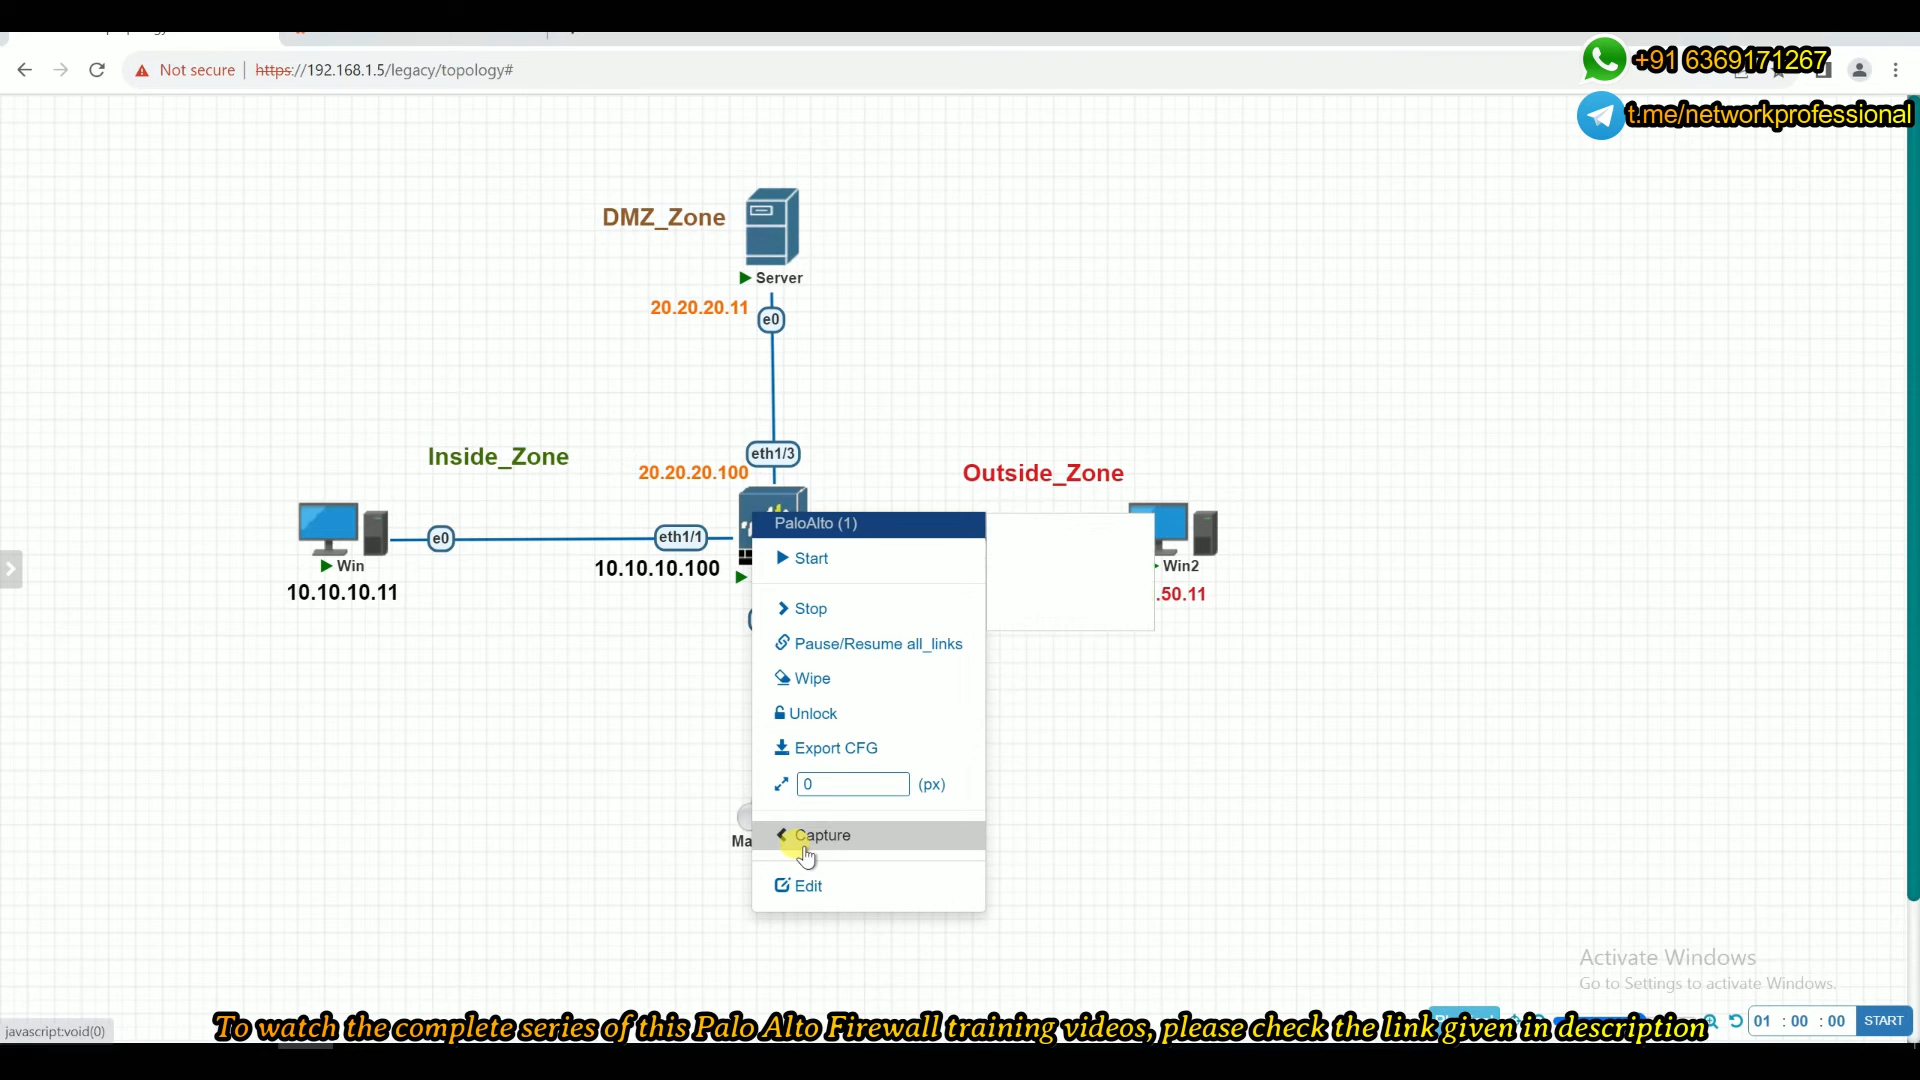 Not secure
https://192.168.1.5/legacy/topology#
+91 6369171267
t.me/networkprofessional
DMZ_Zone
Server
20.20.20.11
e0
eth1/3
Inside_Zone
20.20.20.100
Outside_Zone
e0
eth1/1
Win
10.10.10.11
10.10.10.100
Win2
.50.11
PaloAlto (1)
Start
Stop
Pause/Resume all_links
Wipe
Unlock
Export CFG
0 (px)
Capture
Ma
Edit
Activate Windows
Go to Settings to activate Windows.
To watch the complete series of this Palo Alto Firewall training videos, please check the link given in description
01 : 00 : 00 START
javascript:void(0)